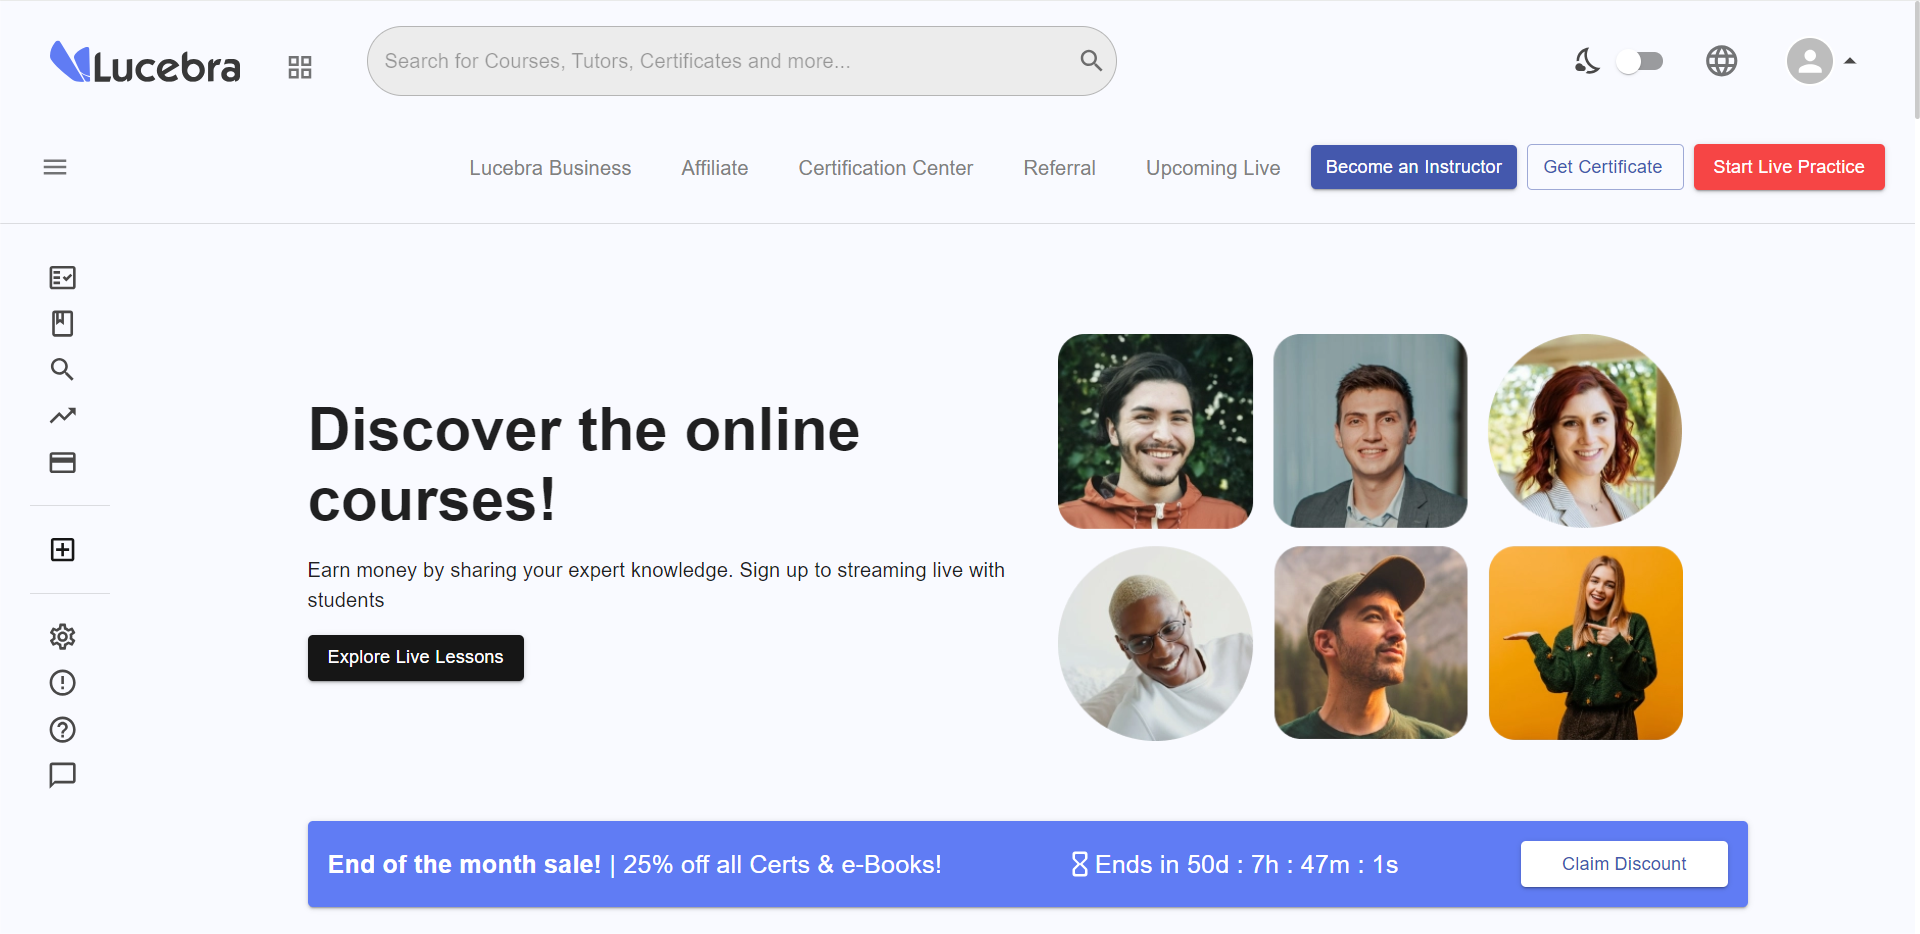 Lucebra
Search for Courses, Tutors, Certificates and more...
Lucebra Business
Affiliate
Certification Center
Referral
Upcoming Live
Become an Instructor
Get Certificate
Start Live Practice
Discover the online
courses!
Earn money by sharing your expert knowledge. Sign up to streaming live with
students
Explore Live Lessons
End of the month sale! | 25% off all Certs & e-Books!
Ends in 50d : 7h : 47m : 1s
Claim Discount